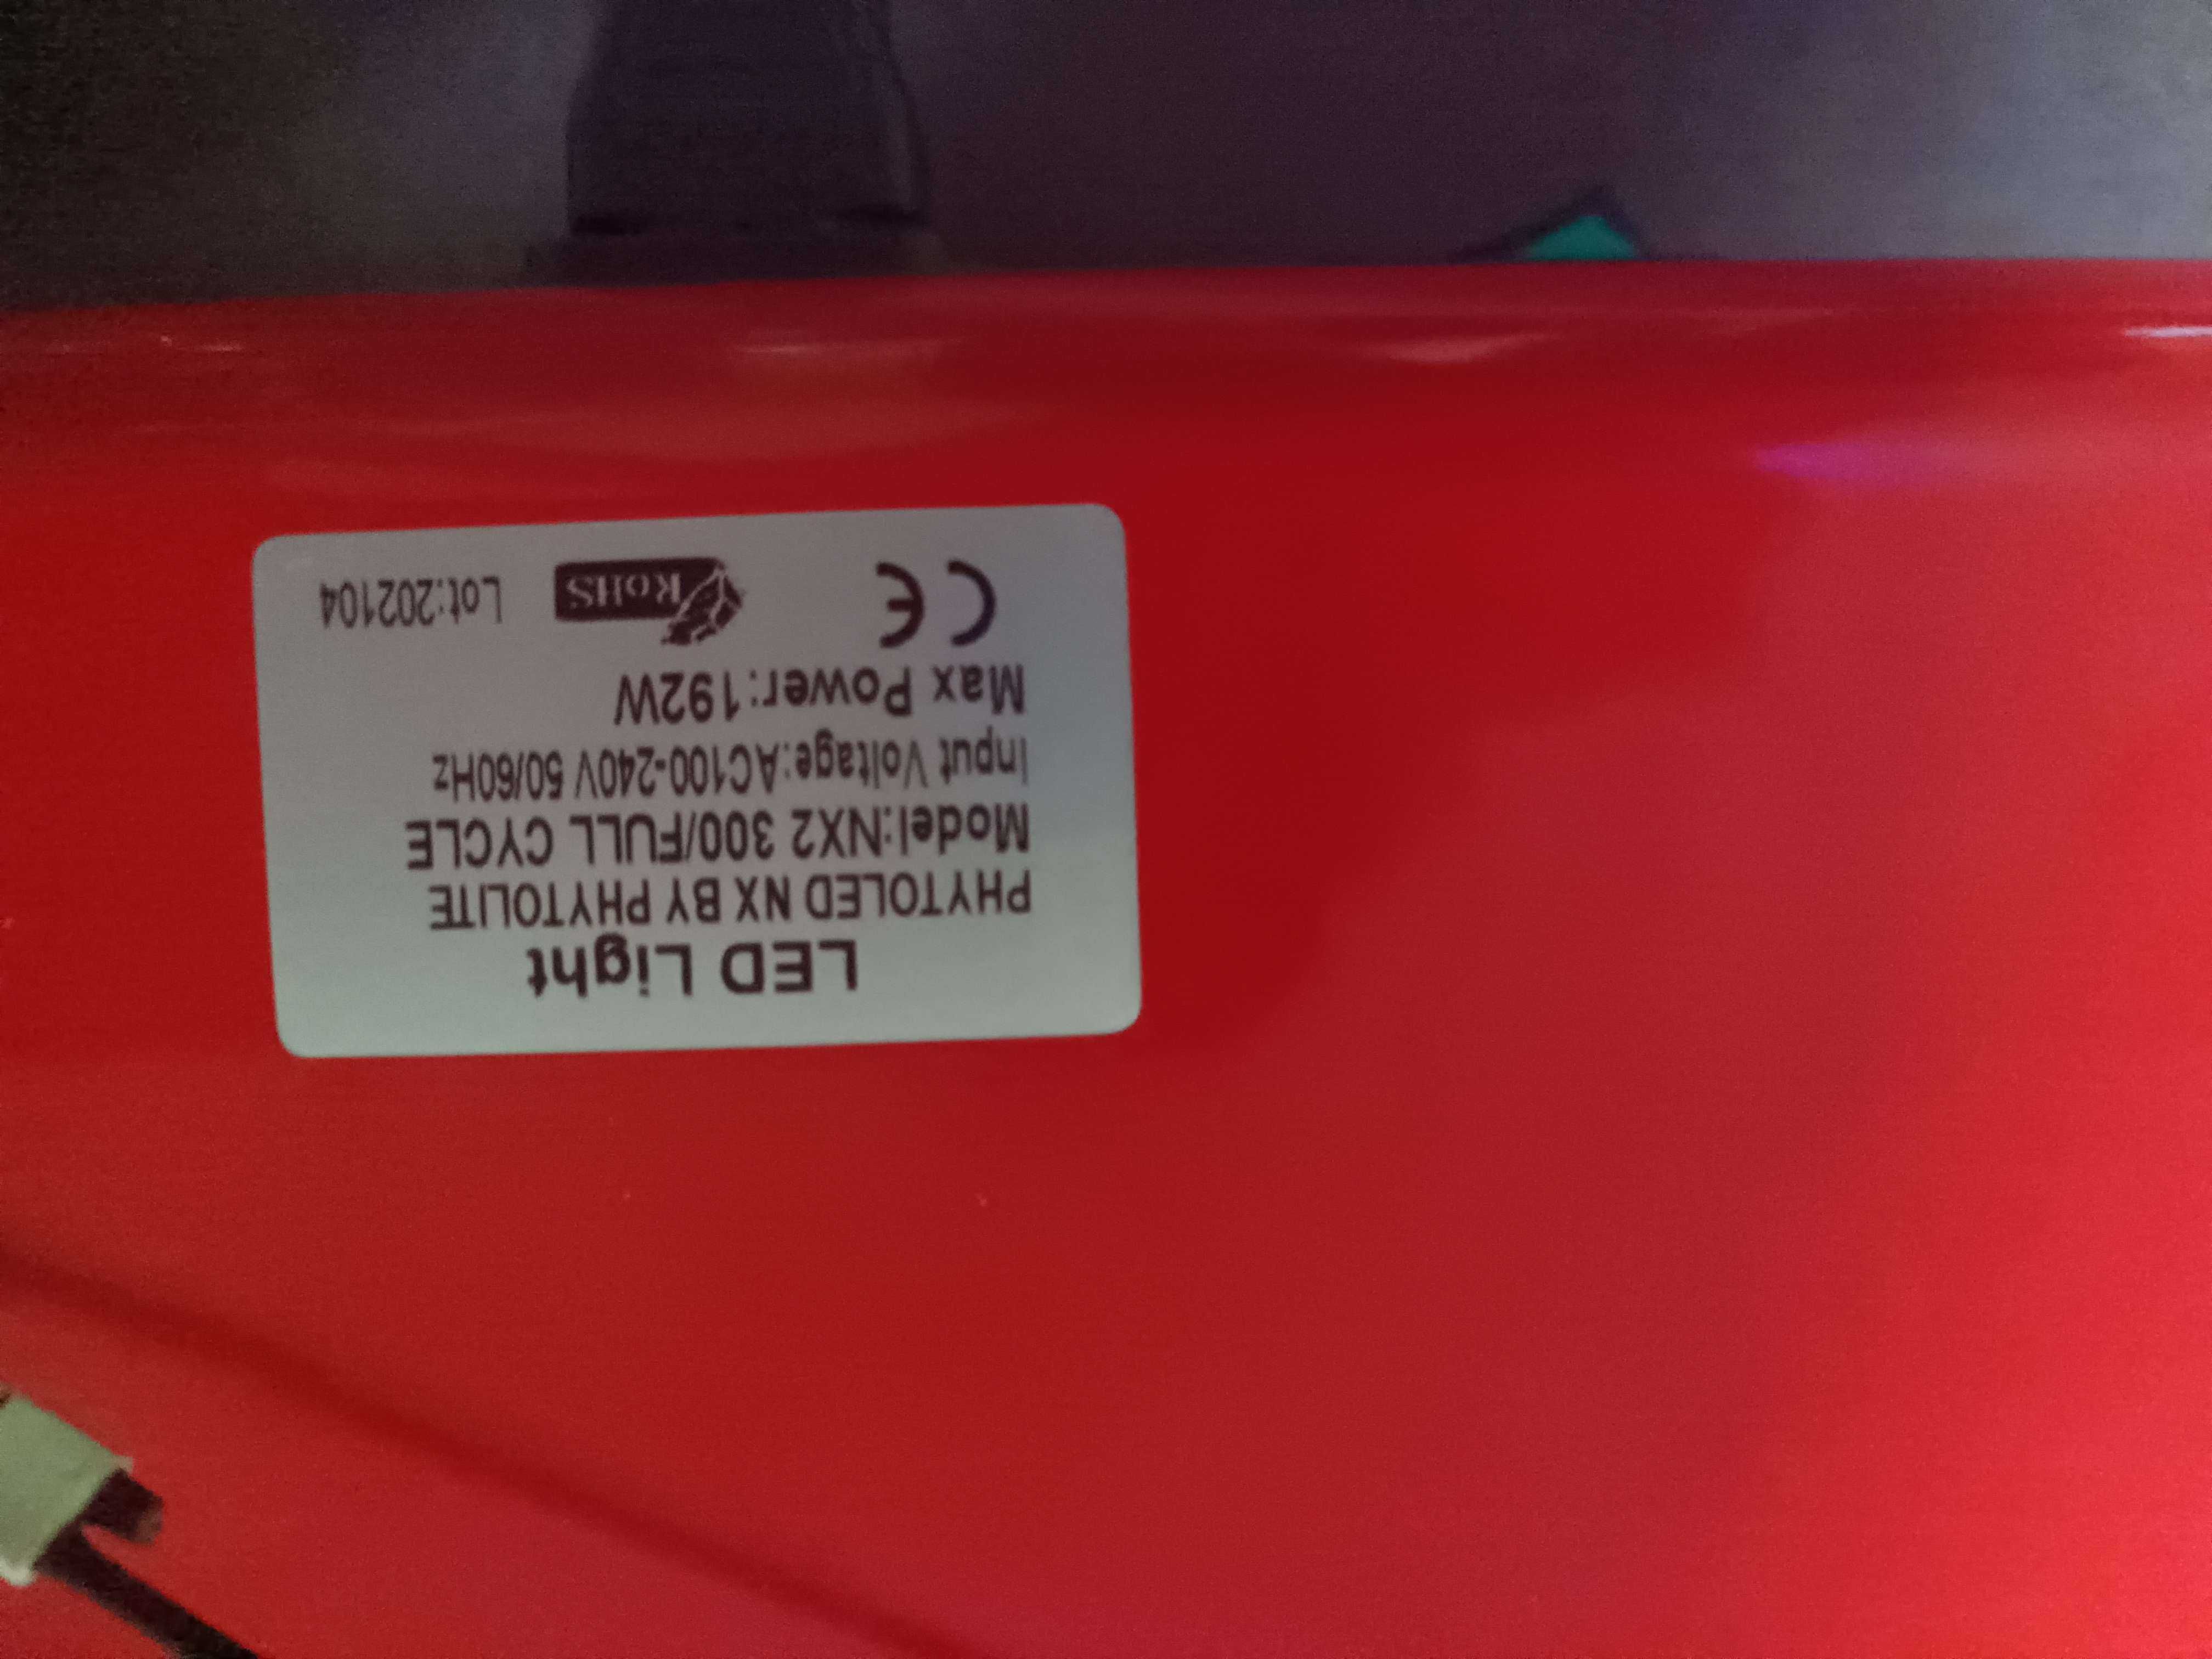 LED Light
PHYTOLED NX BY PHYTOLITE
Model:NX2 300/FULL CYCLE
Input Voltage:AC100-240V 50/60Hz
Max Power:192W
CE RoHS Lot:202104